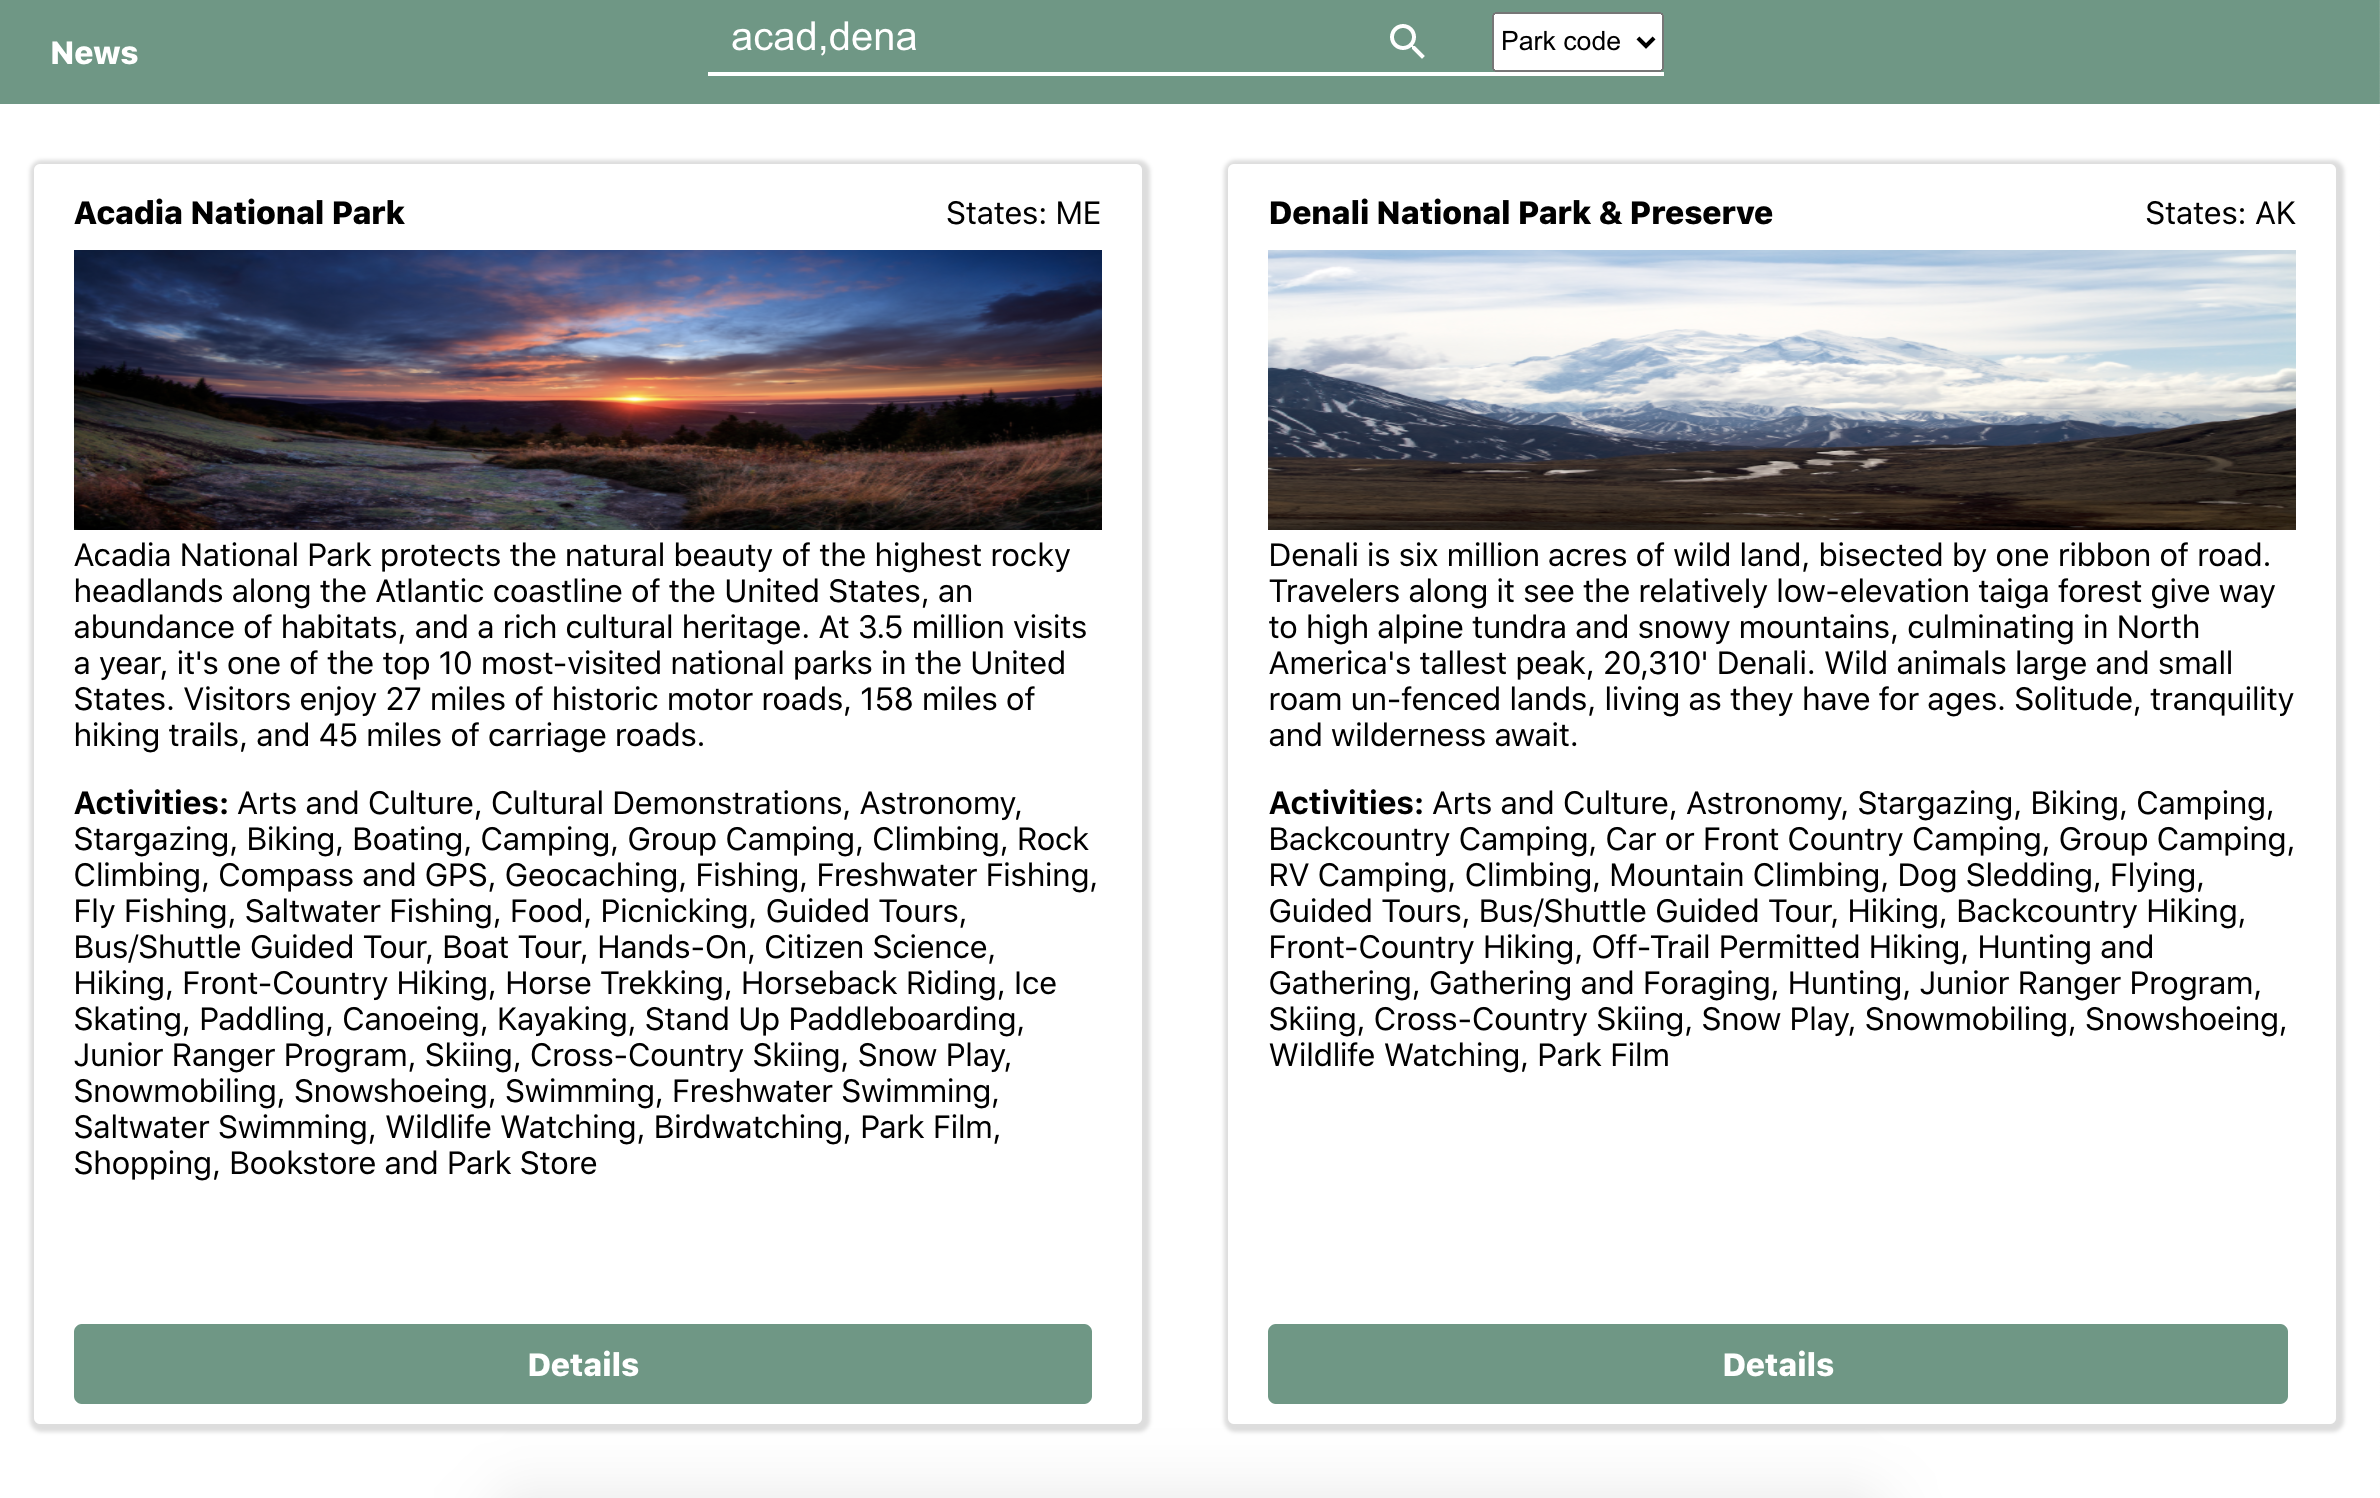 News
acad,dena
Park code
Acadia National Park
States: ME
Acadia National Park protects the natural beauty of the highest rocky
headlands along the Atlantic coastline of the United States, an
abundance of habitats, and a rich cultural heritage. At 3.5 million visits
a year, it's one of the top 10 most-visited national parks in the United
States. Visitors enjoy 27 miles of historic motor roads, 158 miles of
hiking trails, and 45 miles of carriage roads.
Activities: Arts and Culture, Cultural Demonstrations, Astronomy,
Stargazing, Biking, Boating, Camping, Group Camping, Climbing, Rock
Climbing, Compass and GPS, Geocaching, Fishing, Freshwater Fishing,
Fly Fishing, Saltwater Fishing, Food, Picnicking, Guided Tours,
Bus/Shuttle Guided Tour, Boat Tour, Hands-On, Citizen Science,
Hiking, Front-Country Hiking, Horse Trekking, Horseback Riding, Ice
Skating, Paddling, Canoeing, Kayaking, Stand Up Paddleboarding,
Junior Ranger Program, Skiing, Cross-Country Skiing, Snow Play,
Snowmobiling, Snowshoeing, Swimming, Freshwater Swimming,
Saltwater Swimming, Wildlife Watching, Birdwatching, Park Film,
Shopping, Bookstore and Park Store
Details
Denali National Park & Preserve
States: AK
Denali is six million acres of wild land, bisected by one ribbon of road.
Travelers along it see the relatively low-elevation taiga forest give way
to high alpine tundra and snowy mountains, culminating in North
America's tallest peak, 20,310' Denali. Wild animals large and small
roam un-fenced lands, living as they have for ages. Solitude, tranquility
and wilderness await.
Activities: Arts and Culture, Astronomy, Stargazing, Biking, Camping,
Backcountry Camping, Car or Front Country Camping, Group Camping,
RV Camping, Climbing, Mountain Climbing, Dog Sledding, Flying,
Guided Tours, Bus/Shuttle Guided Tour, Hiking, Backcountry Hiking,
Front-Country Hiking, Off-Trail Permitted Hiking, Hunting and
Gathering, Gathering and Foraging, Hunting, Junior Ranger Program,
Skiing, Cross-Country Skiing, Snow Play, Snowmobiling, Snowshoeing,
Wildlife Watching, Park Film
Details